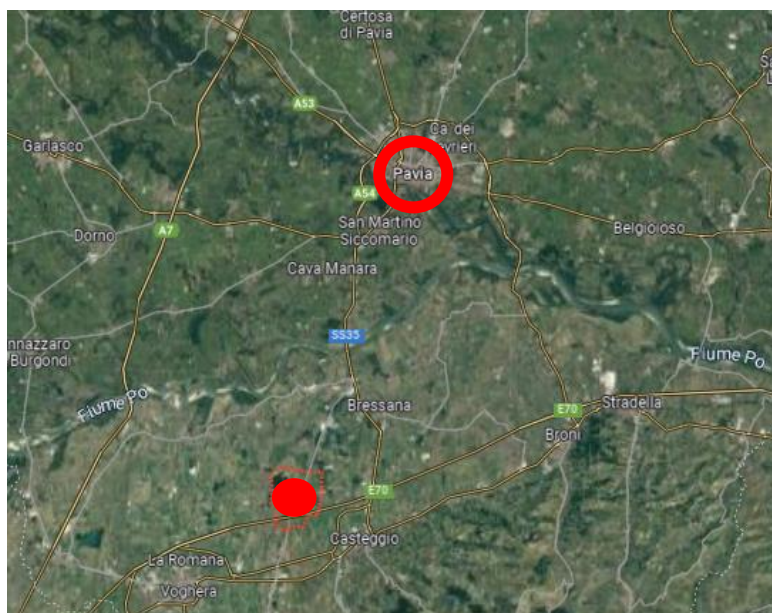 Certosa
di Pavia
A53
Ca' dei
Garlasco
Pavia
A54
San Martino
Siccomario
Belgioioso
Dorno
A7
Cava Manara
SS35
nnazzaro
Burgondi
Fiume Po
Fiume Po
Bressana
Stradella
E70
Broni
E70
Casteggio
La Romana
Voghera